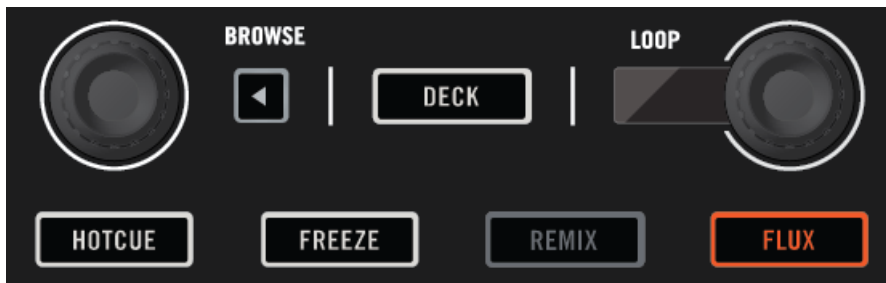 BROWSE
LOOP
DECK
HOTCUE
FREEZE
REMIX
FLUX